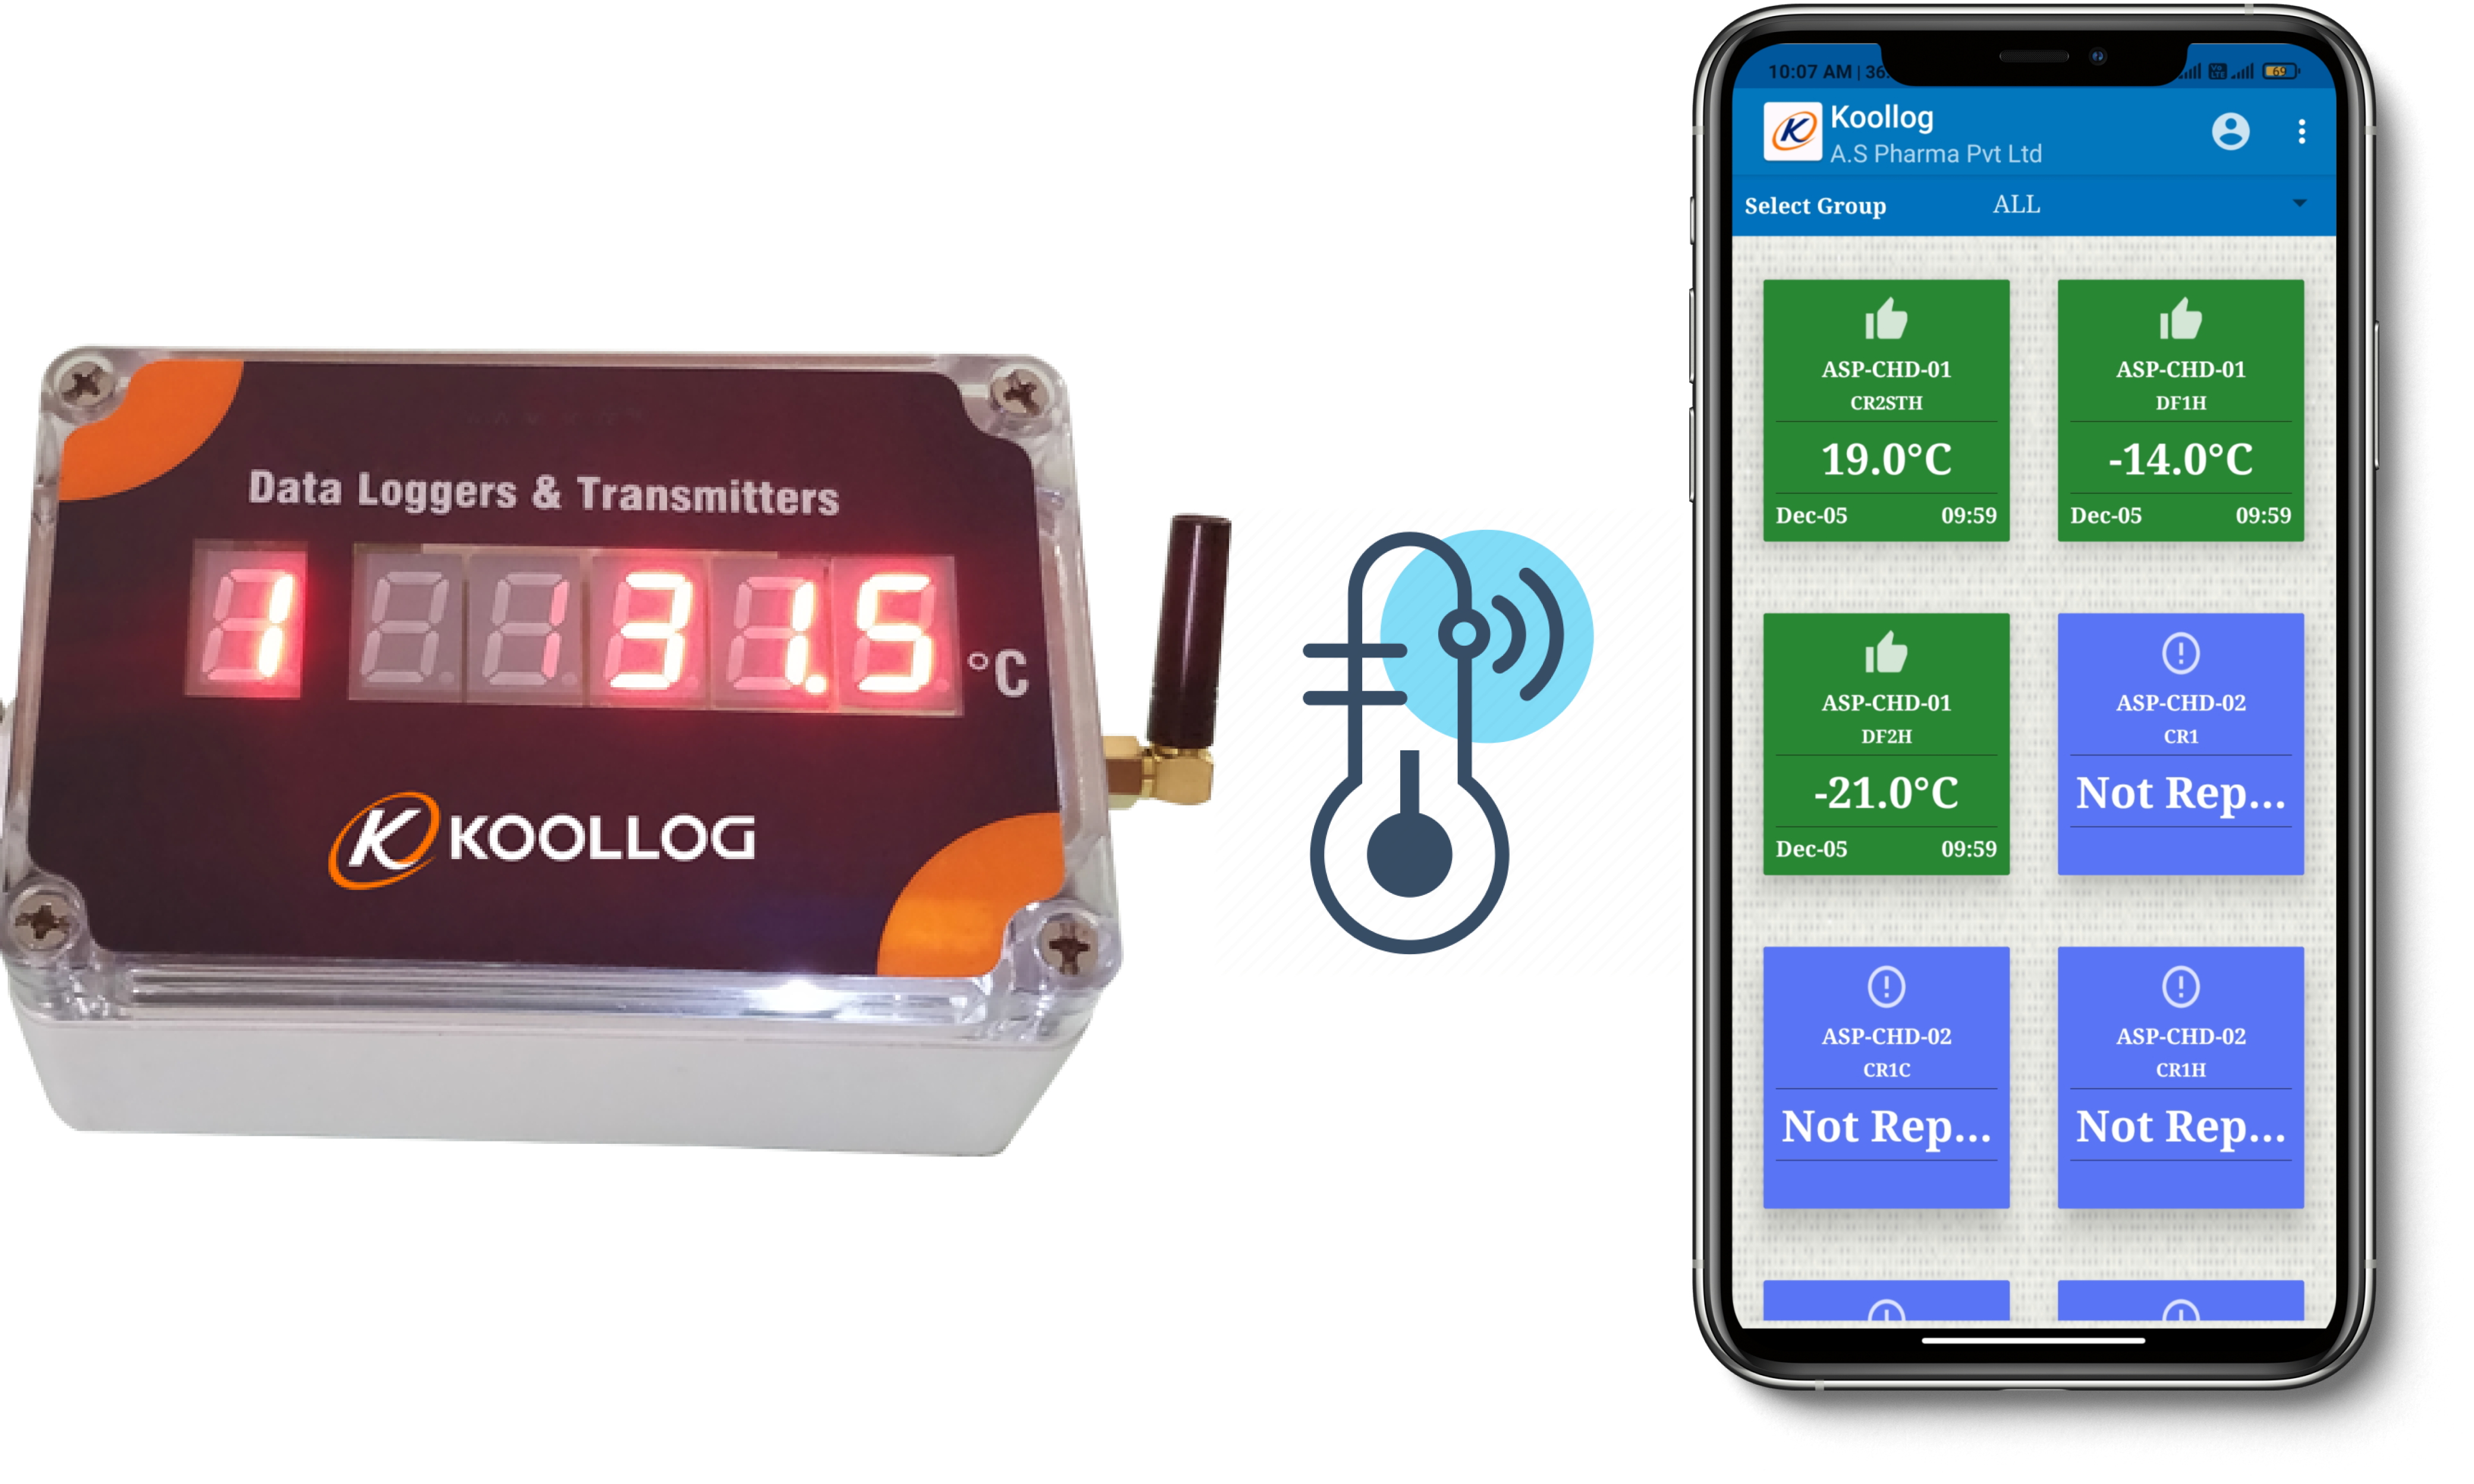 Data Loggers & Transmitters
1 31.5 °C
K KOOLLOG
10:07 AM | 36.
69
K Koollog
A.S Pharma Pvt Ltd
Select Group ALL
ASP-CHD-01
CR2STH
19.0°C
Dec-05 09:59
ASP-CHD-01
DF1H
-14.0°C
Dec-05 09:59
ASP-CHD-01
DF2H
-21.0°C
Dec-05 09:59
ASP-CHD-02
CR1
Not Rep...
ASP-CHD-02
CR1C
Not Rep...
ASP-CHD-02
CR1H
Not Rep...